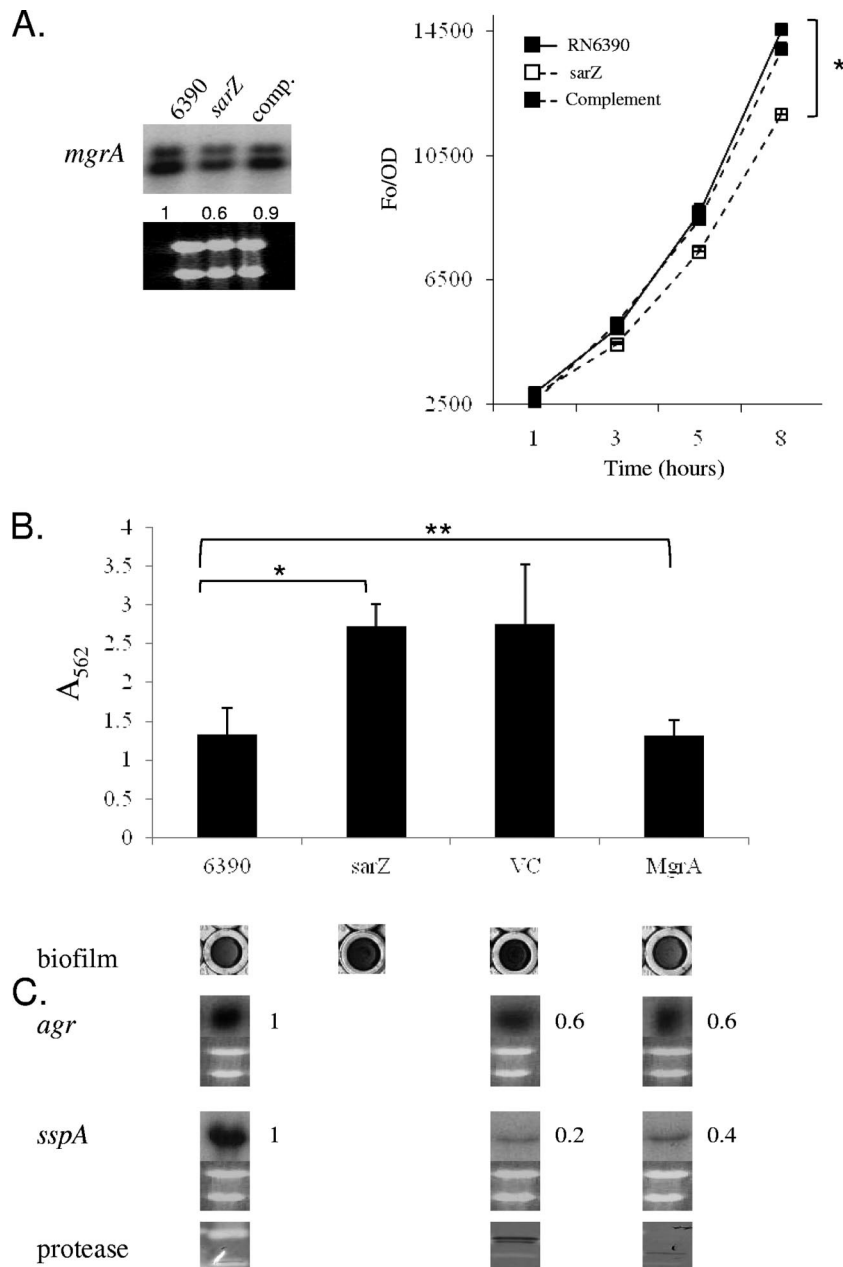 A.
6390 sarZ comp.
mgrA
1 0.6 0.9
RN6390
sarZ
Complement
Fo/OD
14500
10500
6500
2500
*
1 3 5 8
Time (hours)
B.
A562
4
3.5
3
2.5
2
1.5
1
0.5
0
**
*
6390 sarZ VC MgrA
biofilm
C.
agr 1 0.6 0.6
sspA 1 0.2 0.4
protease